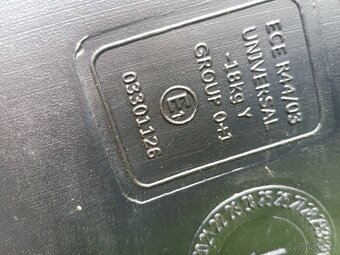 ECE R44/03
UNIVERSAL
-18kg Y
GROUP 0+1
E1
03301126